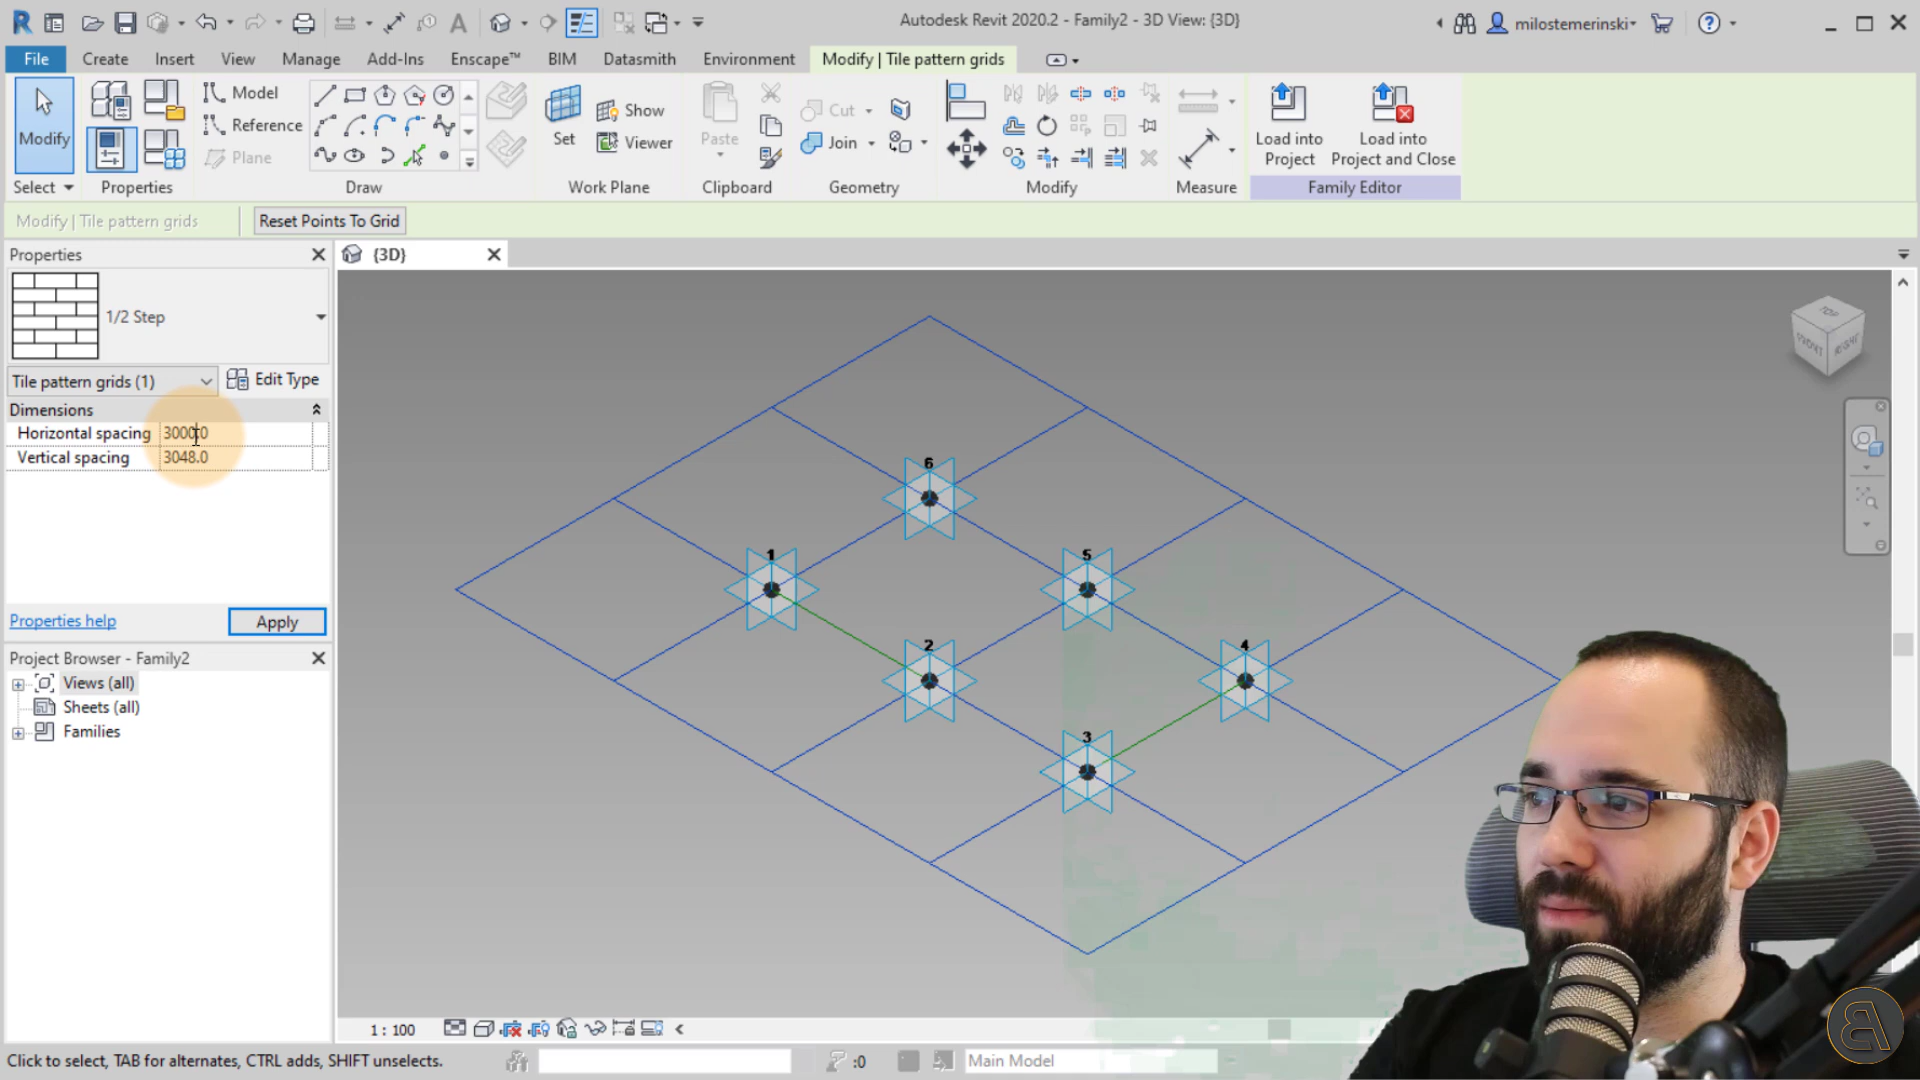 Autodesk Revit 2020.2 - Family2 - 3D View: {3D}
milostemerinski
File Create Insert View Manage Add-Ins Enscape™ BIM Datasmith Environment Modify | Tile pattern grids
Modify
Select
Properties
Model
Reference
Plane
Draw
Set
Show
Viewer
Work Plane
Paste
Clipboard
Cut
Join
Geometry
Modify
Measure
Load into
Project
Load into
Project and Close
Family Editor
Modify | Tile pattern grids
Reset Points To Grid
Properties
{3D}
1/2 Step
Tile pattern grids (1)
Edit Type
Dimensions
Horizontal spacing 3000.0
Vertical spacing 3048.0
Properties help
Apply
Project Browser - Family2
Views (all)
Sheets (all)
Families
TOP
FRONT
RIGHT
6
1
5
2
4
3
1 : 100
Click to select, TAB for alternates, CTRL adds, SHIFT unselects.
:0
Main Model